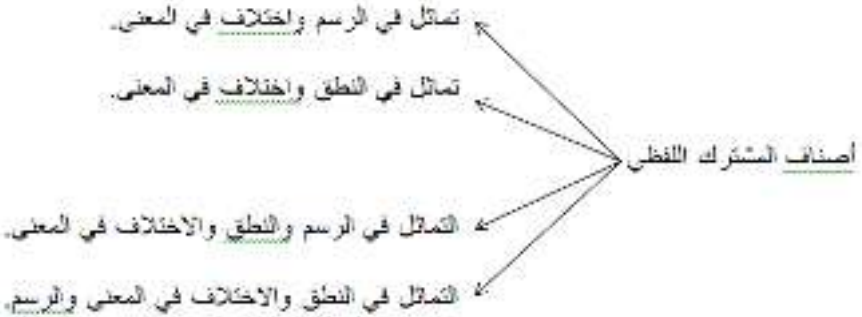 تماثل في الرسم واختلاف في المعنى.
تماثل في النطق واختلاف في المعنى.
أصناف المشترك اللفظي
التماثل في الرسم والنطق والاختلاف في المعنى.
التماثل في النطق والاختلاف في المعنى والرسم.